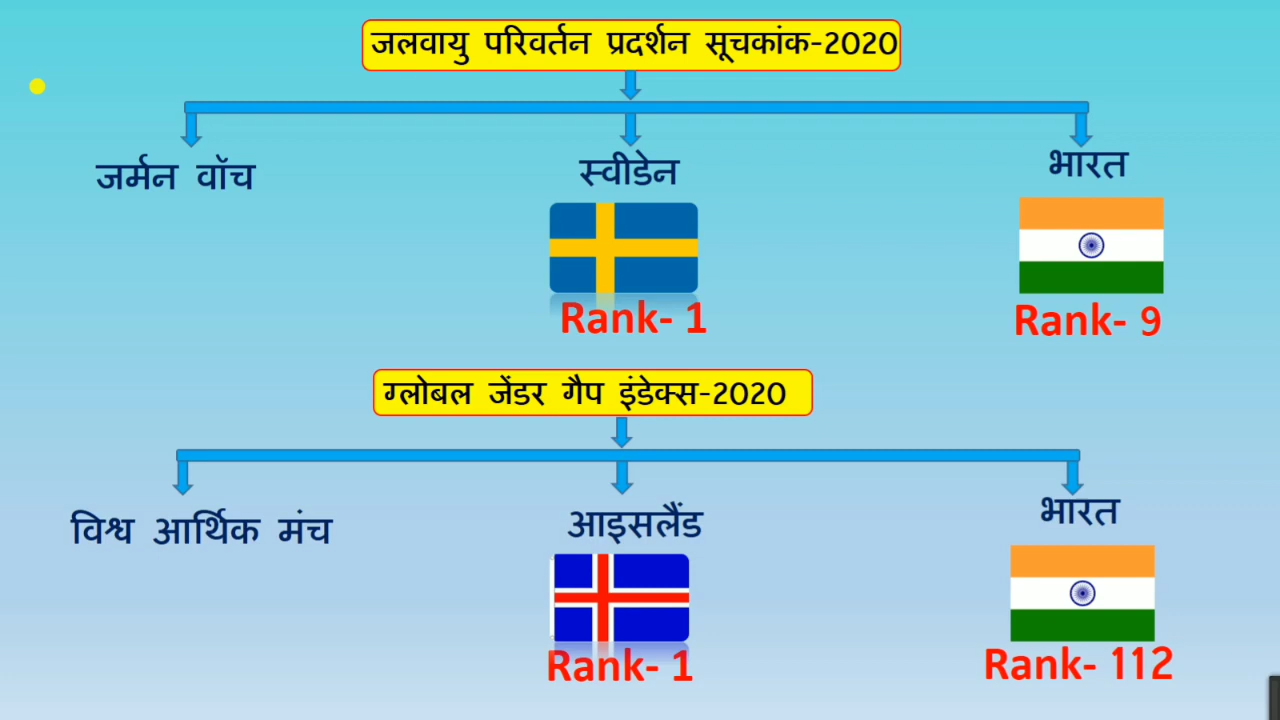 जलवायु परिवर्तन प्रदर्शन सूचकांक-2020
जर्मन वॉच
स्वीडेन
भारत
Rank- 1
Rank- 9
ग्लोबल जेंडर गैप इंडेक्स-2020
विश्व आर्थिक मंच
आइसलैंड
भारत
Rank- 1
Rank- 112